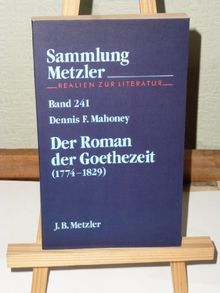 Sammlung
Metzler
REALIEN ZUR LITERATUR
Band 241
Dennis F. Mahoney
Der Roman
der Goethezeit
(1774–1829)
J. B. Metzler